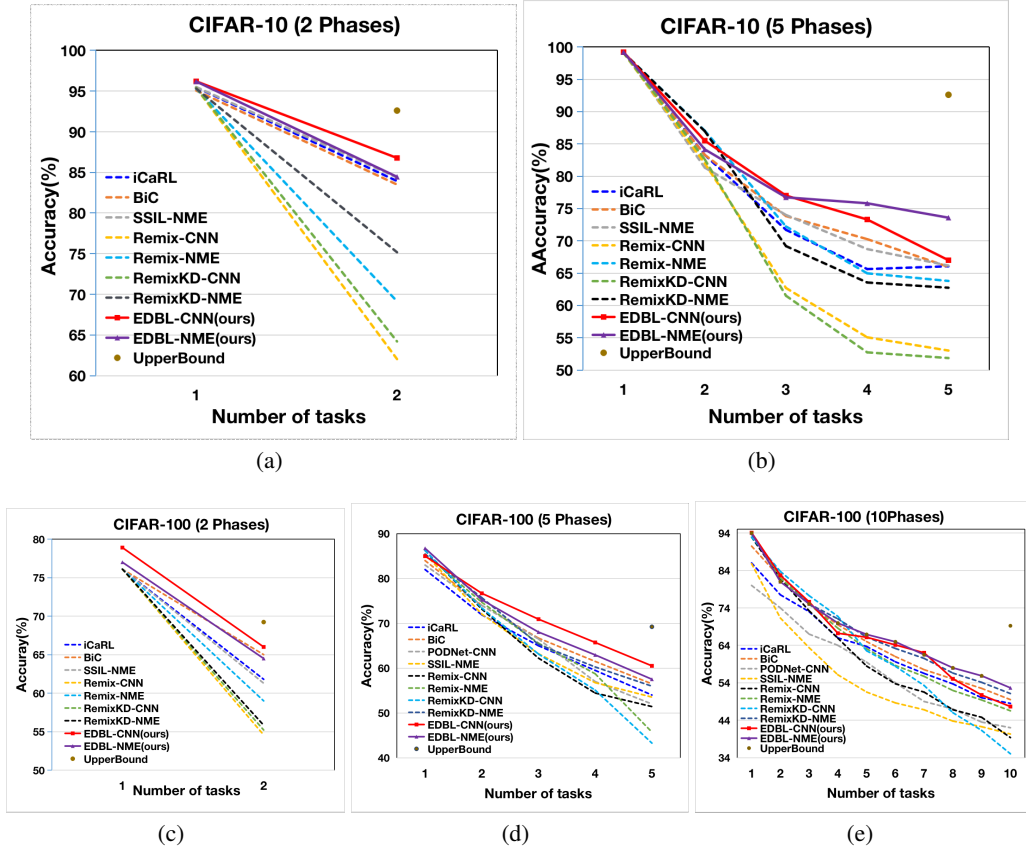 CIFAR-10 (2 Phases)
100
95
90
85
80
75
70
65
60
Accuracy(%)
iCaRL
BiC
SSIL-NME
Remix-CNN
Remix-NME
RemixKD-CNN
RemixKD-NME
EDBL-CNN(ours)
EDBL-NME(ours)
UpperBound
1 2
Number of tasks
(a)
CIFAR-10 (5 Phases)
100
95
90
85
80
75
70
65
60
55
50
AAccuracy(%)
iCaRL
BiC
SSIL-NME
Remix-CNN
Remix-NME
RemixKD-CNN
RemixKD-NME
EDBL-CNN(ours)
EDBL-NME(ours)
UpperBound
1 2 3 4 5
Number of tasks
(b)
CIFAR-100 (2 Phases)
80
75
70
65
60
55
50
Accuracy(%)
iCaRL
BiC
SSIL-NME
Remix-CNN
Remix-NME
RemixKD-CNN
RemixKD-NME
EDBL-CNN(ours)
EDBL-NME(ours)
UpperBound
1 2
Number of tasks
(c)
CIFAR-100 (5 Phases)
90
80
70
60
50
40
Accuracy(%)
iCaRL
BiC
PODNet-CNN
SSIL-NME
Remix-CNN
Remix-NME
RemixKD-CNN
RemixKD-NME
EDBL-CNN(ours)
EDBL-NME(ours)
UpperBound
1 2 3 4 5
Number of tasks
(d)
CIFAR-100 (10Phases)
94
84
74
64
54
44
34
Accuracy(%)
iCaRL
BiC
PODNet-CNN
SSIL-NME
Remix-CNN
Remix-NME
RemixKD-CNN
RemixKD-NME
EDBL-CNN(ours)
EDBL-NME(ours)
UpperBound
1 2 3 4 5 6 7 8 9 10
Number of tasks
(e)